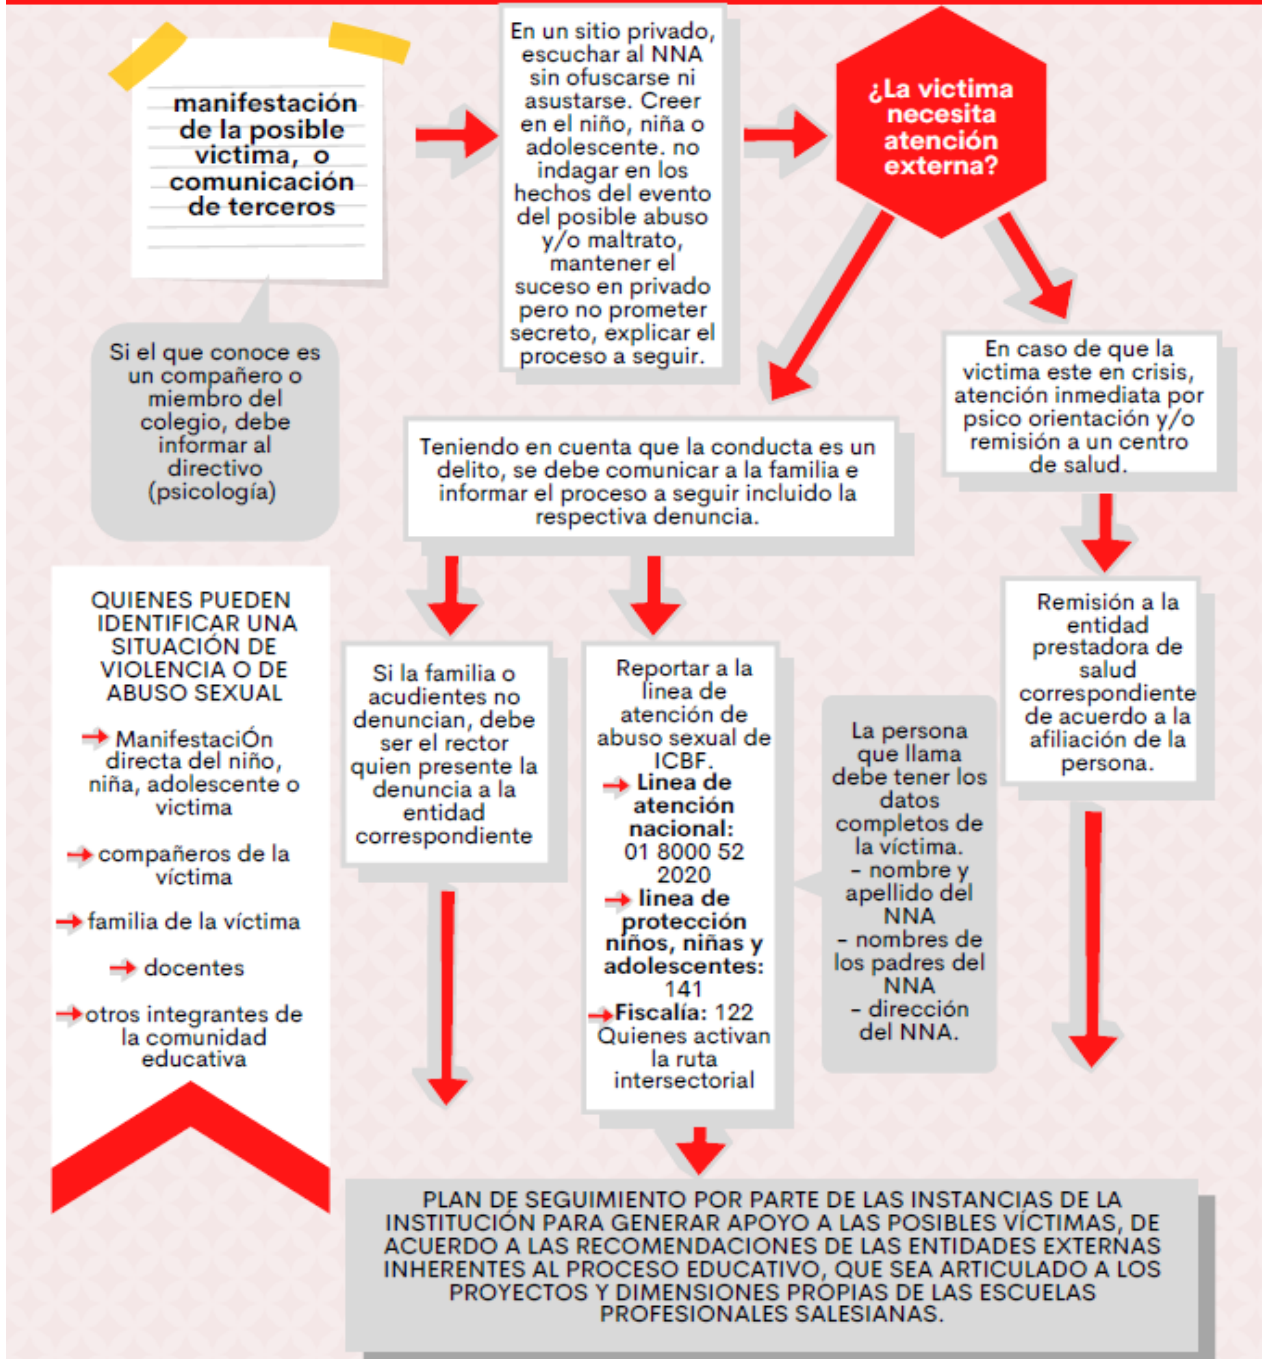 manifestación
de la posible
victima, o
comunicación
de terceros
En un sitio privado,
escuchar al NNA
sin ofuscarse ni
asustarse. Creer
en el niño, niña o
adolescente. no
indagar en los
hechos del evento
del posible abuso
y/o maltrato,
mantener el
suceso en privado
pero no prometer
secreto, explicar el
proceso a seguir.
¿La victima
necesita
atención
externa?
Si el que conoce es
un compañero o
miembro del
colegio, debe
informar al
directivo
(psicología)
En caso de que la
victima este en crisis,
atención inmediata por
psico orientación y/o
remisión a un centro
de salud.
Teniendo en cuenta que la conducta es un
delito, se debe comunicar a la familia e
informar el proceso a seguir incluido la
respectiva denuncia.
QUIENES PUEDEN
IDENTIFICAR UNA
SITUACIÓN DE
VIOLENCIA O DE
ABUSO SEXUAL
ManifestaciÓn
directa del niño,
niña, adolescente o
victima
compañeros de la
víctima
familia de la víctima
docentes
otros integrantes de
la comunidad
educativa
Si la familia o
acudientes no
denuncian, debe
ser el rector
quien presente la
denuncia a la
entidad
correspondiente
Reportar a la
linea de
atención de
abuso sexual de
ICBF.
Linea de
atención
nacional:
01 8000 52
2020
linea de
protección
niños, niñas y
adolescentes:
141
Fiscalía: 122
Quienes activan
la ruta
intersectorial
La persona
que llama
debe tener los
datos
completos de
la víctima.
- nombre y
apellido del
NNA
- nombres de
los padres del
NNA
- dirección
del NNA.
Remisión a la
entidad
prestadora de
salud
correspondiente
de acuerdo a la
afiliación de la
persona.
PLAN DE SEGUIMIENTO POR PARTE DE LAS INSTANCIAS DE LA
INSTITUCIÓN PARA GENERAR APOYO A LAS POSIBLES VÍCTIMAS, DE
ACUERDO A LAS RECOMENDACIONES DE LAS ENTIDADES EXTERNAS
INHERENTES AL PROCESO EDUCATIVO, QUE SEA ARTICULADO A LOS
PROYECTOS Y DIMENSIONES PROPIAS DE LAS ESCUELAS
PROFESIONALES SALESIANAS.